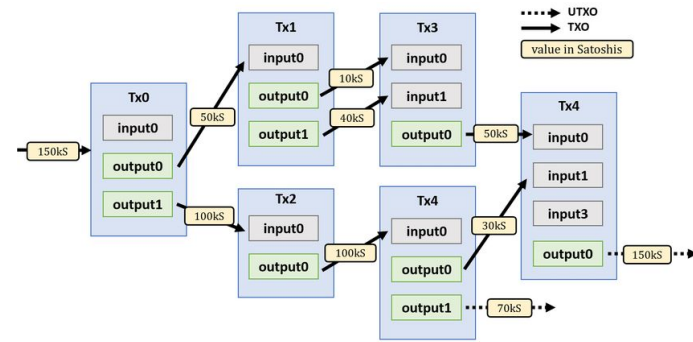 UTXO
TXO
value in Satoshis
Tx0
input0
output0
output1
150kS
50kS
100kS
Tx1
input0
output0
output1
10kS
40kS
Tx3
input0
input1
output0
50kS
Tx2
input0
output0
100kS
Tx4
input0
output0
output1
30kS
70kS
Tx4
input0
input1
input3
output0
150kS